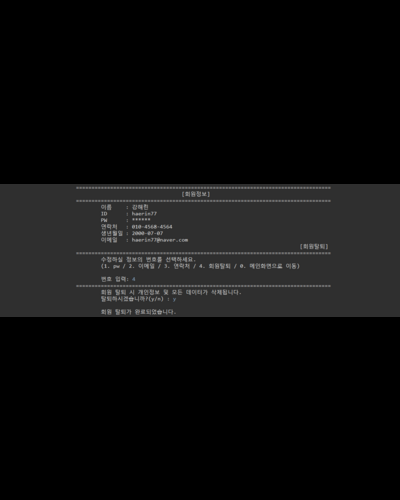 ==================================================================
[회원정보]
==================================================================
이름 : 강해린
ID : haerin77
PW : ******
연락처 : 010-4568-4564
생년월일 : 2000-07-07
이메일 : haerin77@naver.com
[회원탈퇴]
==================================================================
수정하실 정보의 번호를 선택하세요.
(1. pw / 2. 이메일 / 3. 연락처 / 4. 회원탈퇴 / 0. 메인화면으로 이동)
번호 입력: 4
==================================================================
회원 탈퇴 시 개인정보 및 모든 데이터가 삭제됩니다.
탈퇴하시겠습니까?(y/n) : y
회원 탈퇴가 완료되었습니다.